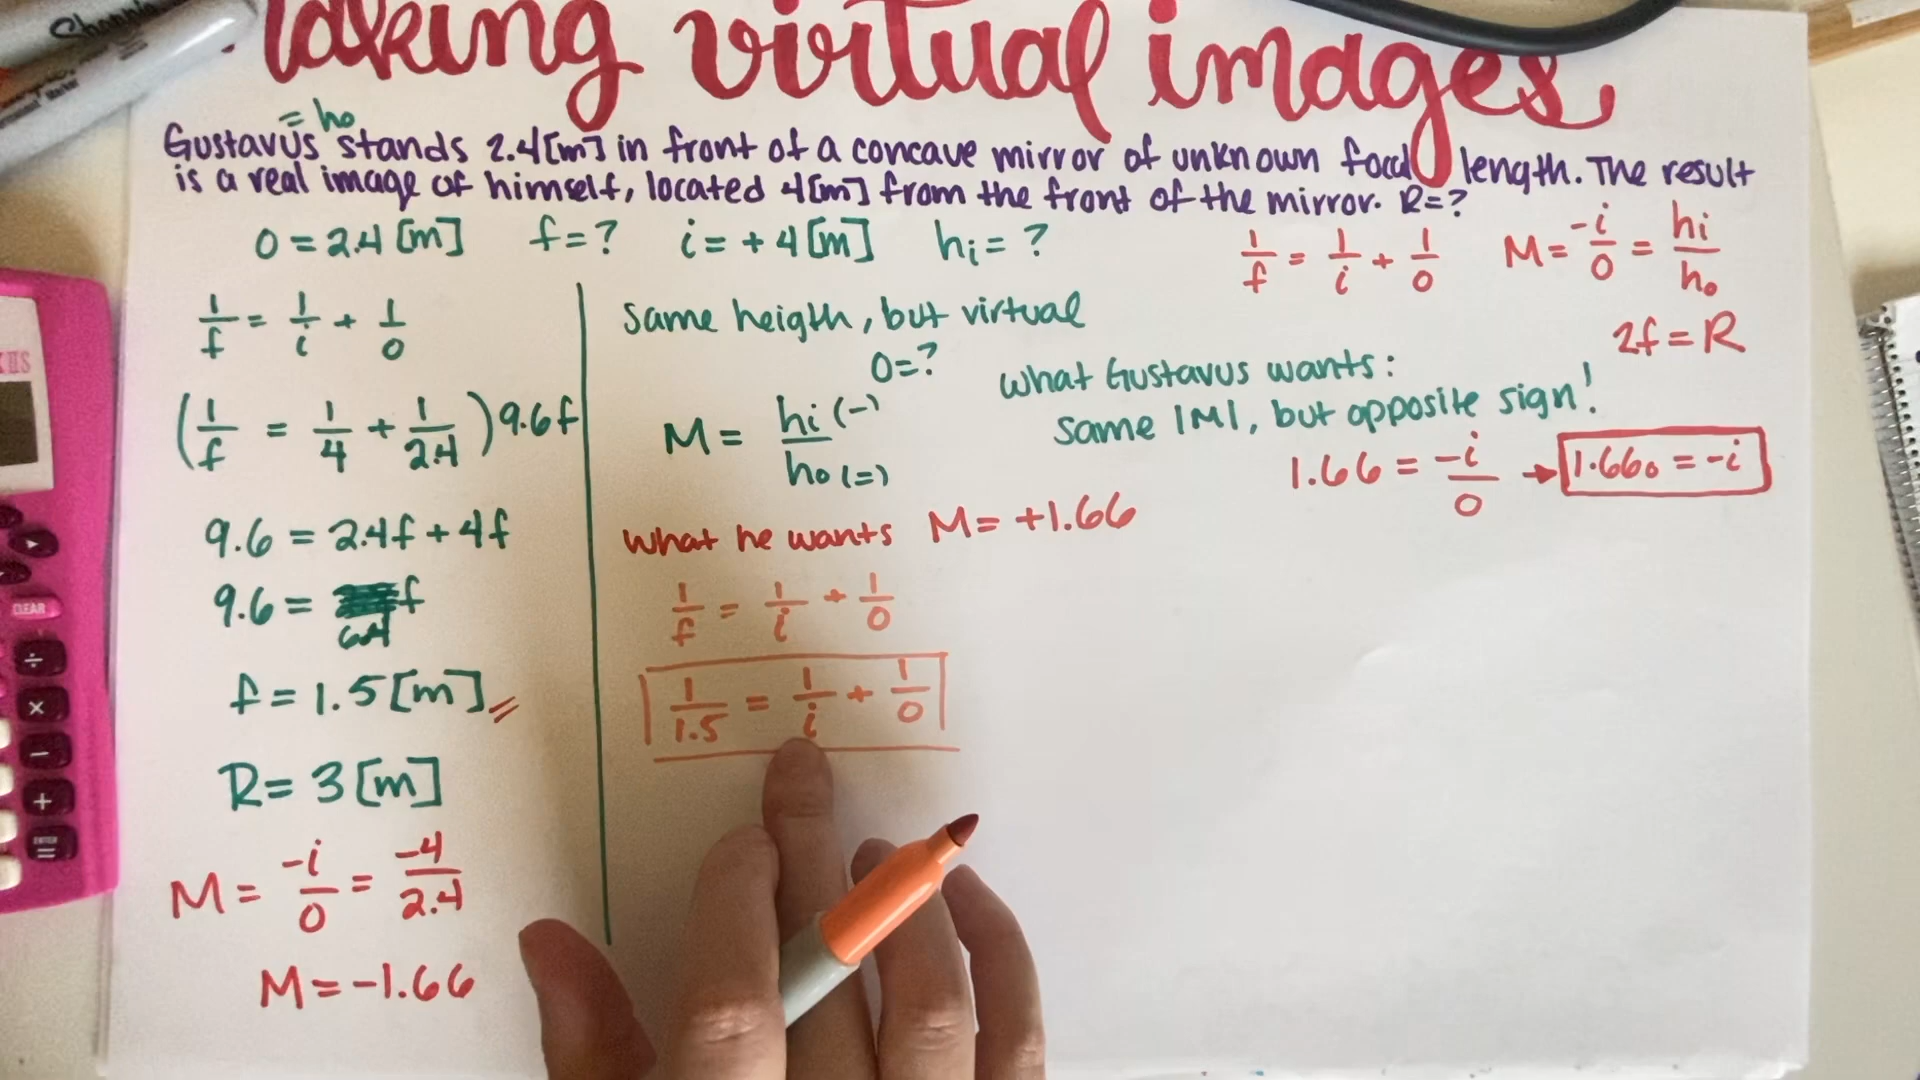 Taking virtual images
= ho
Gustavus stands 2.4[m] in front of a concave mirror of unknown focal length. The result
is a real image of himself, located 4[m] from the front of the mirror. R=?
O = 2.4 [m] f=? i= +4[m] hi= ?
1/f = 1/i + 1/o
M= -i/o = hi/ho
2f = R
1/f = 1/i + 1/o
(1/f = 1/4 + 1/2.4) 9.6f
9.6 = 2.4f + 4f
9.6 = 6.4f
f = 1.5[m]
R= 3[m]
M = -i/o = -4/2.4
M = -1.66
same heigth, but virtual
O=?
M = hi (-) / ho (=)
what he wants M= +1.66
1/f = 1/i + 1/o
1/1.5 = 1/i + 1/o
what Gustavus wants:
same |M|, but opposite sign!
1.66 = -i/o → 1.66o = -i
CLEAR
÷
×
−
+
ENTER
=